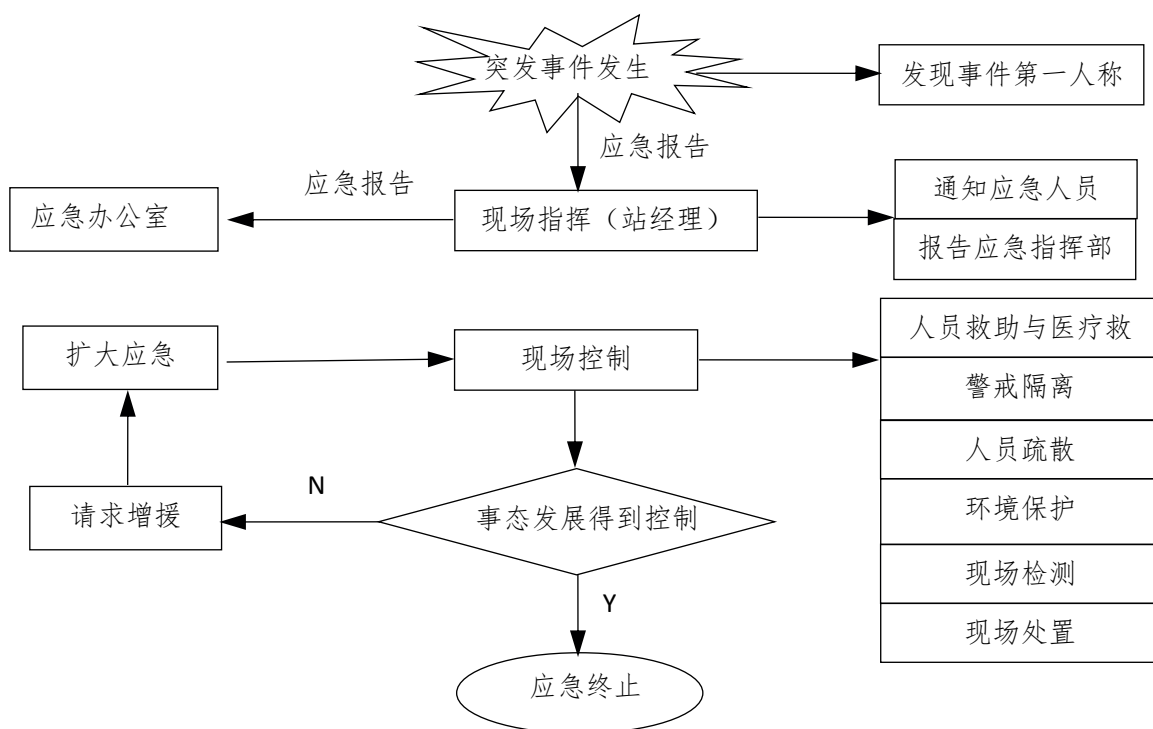 突发事件发生
发现事件第一人称
应急报告
应急报告
应急办公室
现场指挥（站经理）
通知应急人员
报告应急指挥部
扩大应急
现场控制
人员救助与医疗救
警戒隔离
人员疏散
环境保护
现场检测
现场处置
请求增援
N
事态发展得到控制
Y
应急终止